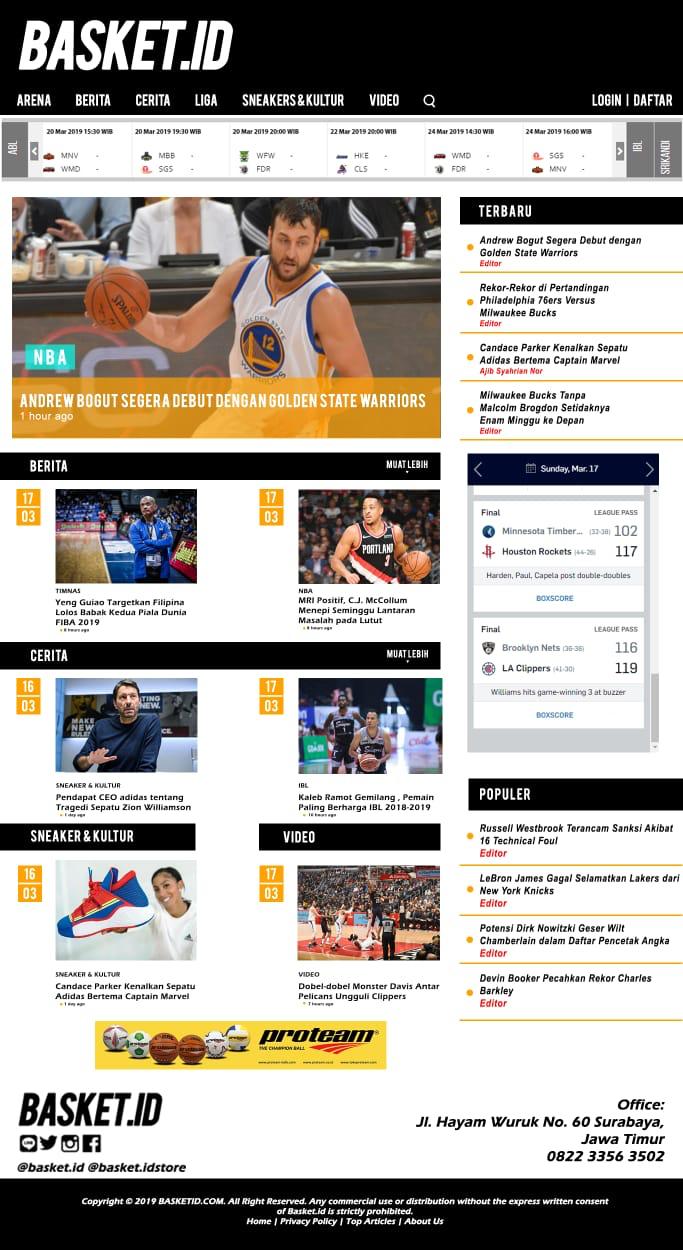 BASKET.ID
ARENA BERITA CERITA LIGA SNEAKERS&KULTUR VIDEO LOGIN | DAFTAR
ABL
20 Mar 2019 15:30 WIB
MNV -
WMD -
20 Mar 2019 19:30 WIB
MBB -
SGS -
20 Mar 2019 20:00 WIB
WFW -
FDR -
22 Mar 2019 20:00 WIB
HKE -
CLS -
24 Mar 2019 14:30 WIB
WMD -
FDR -
24 Mar 2019 16:00 WIB
SGS -
MNV -
IBL
SRIKANDI
SPALDING
GOLDEN STATE
12
WARRIORS
NBA
ANDREW BOGUT SEGERA DEBUT DENGAN GOLDEN STATE WARRIORS
1 hour ago
TERBARU
Andrew Bogut Segera Debut dengan
Golden State Warriors
Editor
Rekor-Rekor di Pertandingan
Philadelphia 76ers Versus
Milwaukee Bucks
Editor
Candace Parker Kenalkan Sepatu
Adidas Bertema Captain Marvel
Ajib Syahrian Nor
Milwaukee Bucks Tanpa
Malcolm Brogdon Setidaknya
Enam Minggu ke Depan
Editor
BERITA MUAT LEBIH
17
03
TIMNAS
Yeng Guiao Targetkan Filipina
Lolos Babak Kedua Piala Dunia
FIBA 2019
8 hours ago
17
03
PORTLAND
3
NBA
MRI Positif, C.J. McCollum
Menepi Seminggu Lantaran
Masalah pada Lutut
8 hours ago
Sunday, Mar. 17
Final LEAGUE PASS
Minnesota Timber... (32-38) 102
Houston Rockets (44-26) 117
Harden, Paul, Capela post double-doubles
BOXSCORE
Final LEAGUE PASS
Brooklyn Nets (36-36) 116
LA Clippers (41-30) 119
Williams hits game-winning 3 at buzzer
BOXSCORE
CERITA MUAT LEBIH
16
03
SNEAKER & KULTUR
Pendapat CEO adidas tentang
Tragedi Sepatu Zion Williamson
1 day ago
17
03
IBL
Kaleb Ramot Gemilang , Pemain
Paling Berharga IBL 2018-2019
16 hours ago
POPULER
Russell Westbrook Terancam Sanksi Akibat
16 Technical Foul
Editor
LeBron James Gagal Selamatkan Lakers dari
New York Knicks
Editor
Potensi Dirk Nowitzki Geser Wilt
Chamberlain dalam Daftar Pencetak Angka
Editor
Devin Booker Pecahkan Rekor Charles
Barkley
Editor
SNEAKER & KULTUR
16
03
SNEAKER & KULTUR
Candace Parker Kenalkan Sepatu
Adidas Bertema Captain Marvel
1 day ago
VIDEO
17
03
VIDEO
Dobel-dobel Monster Davis Antar
Pelicans Ungguli Clippers
7 hours ago
proteam®
THE CHAMPION BALL
BASKET.ID
@basket.id @basket.idstore
Office:
Jl. Hayam Wuruk No. 60 Surabaya,
Jawa Timur
0822 3356 3502
Copyright © 2019 BASKETID.COM. All Right Reserved. Any commercial use or distribution without the express written consent
of Basket.id is strictly prohibited.
Home | Privacy Policy | Top Articles | About Us